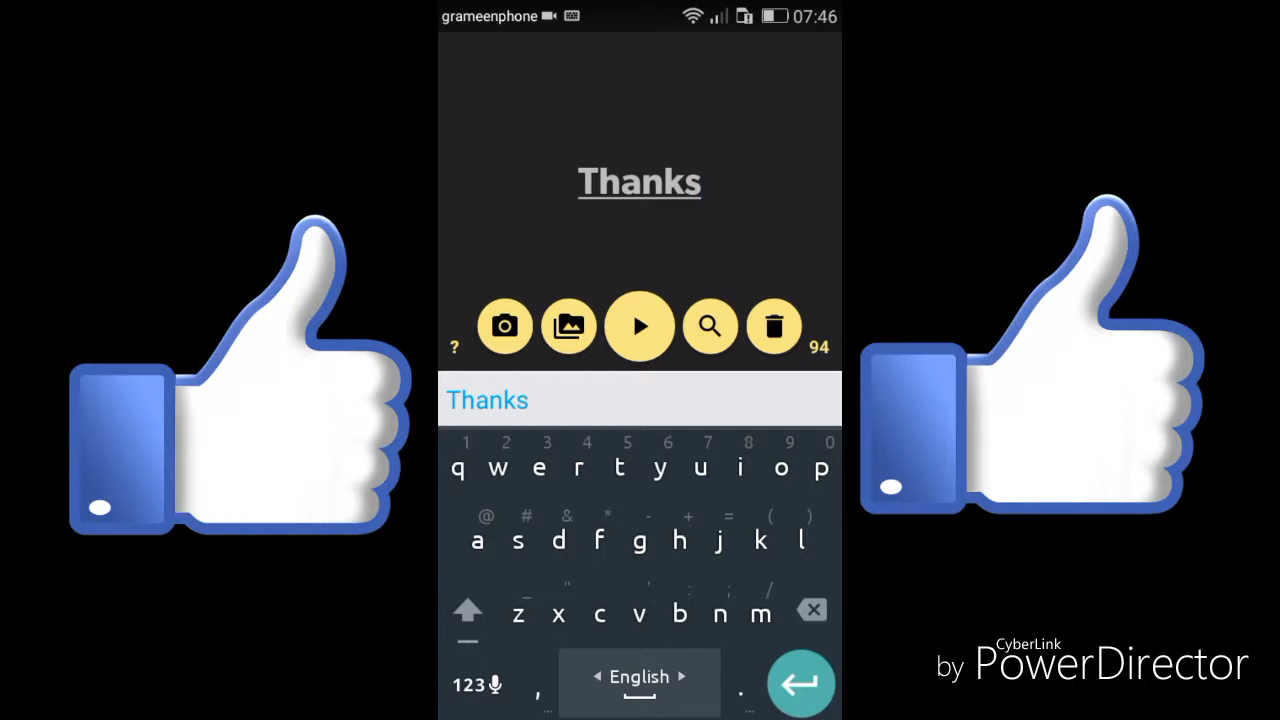 grameenphone 07:46
Thanks
? 94
Thanks
1 2 3 4 5 6 7 8 9 0
q w e r t y u i o p
@ # & * - + = ( )
a s d f g h j k l
_ " ' : ; /
z x c v b n m
123 , English .
CyberLink
by PowerDirector